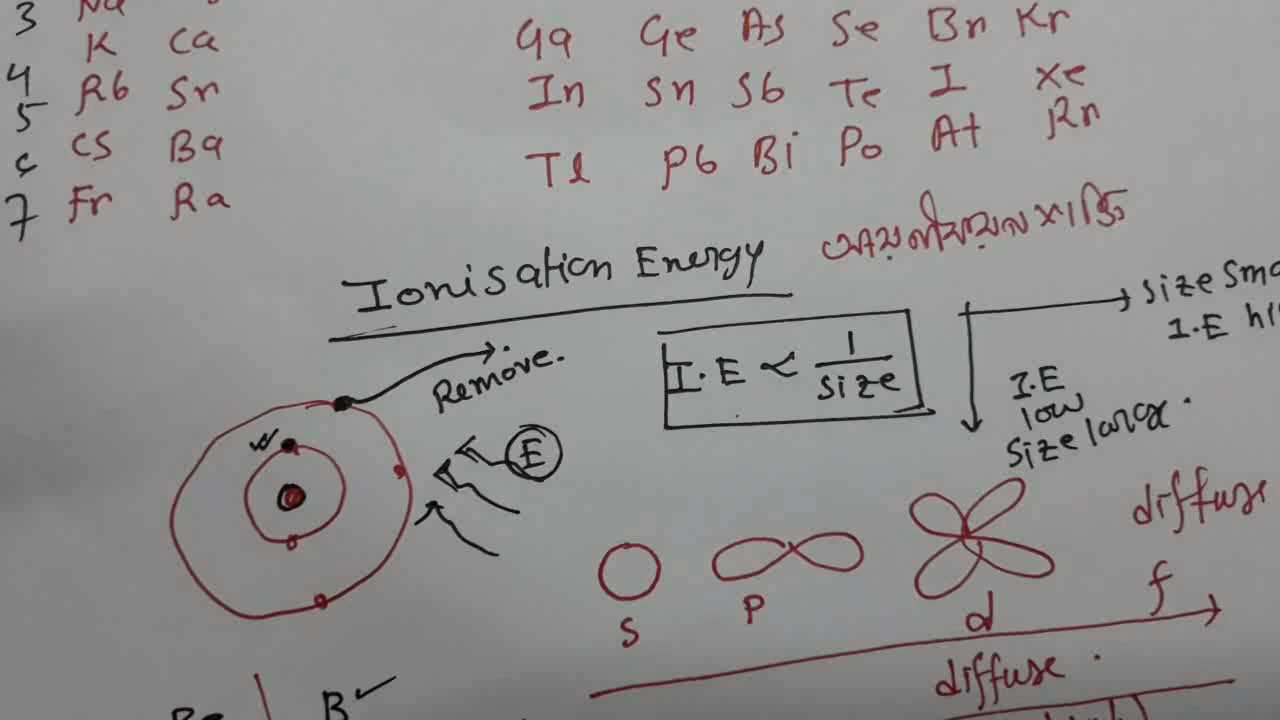 3 Na
K Ca Ga Ge As Se Br Kr
4 Rb Sr In Sn Sb Te I Xe
5 Cs Ba Tl Pb Bi Po At Rn
6
7 Fr Ra
Ionisation Energy
Remove.
I.E ∝ 1/size
size sma
I.E
I.E
low
size large.
E
diffuse
S P d f
diffuse.
B ✓